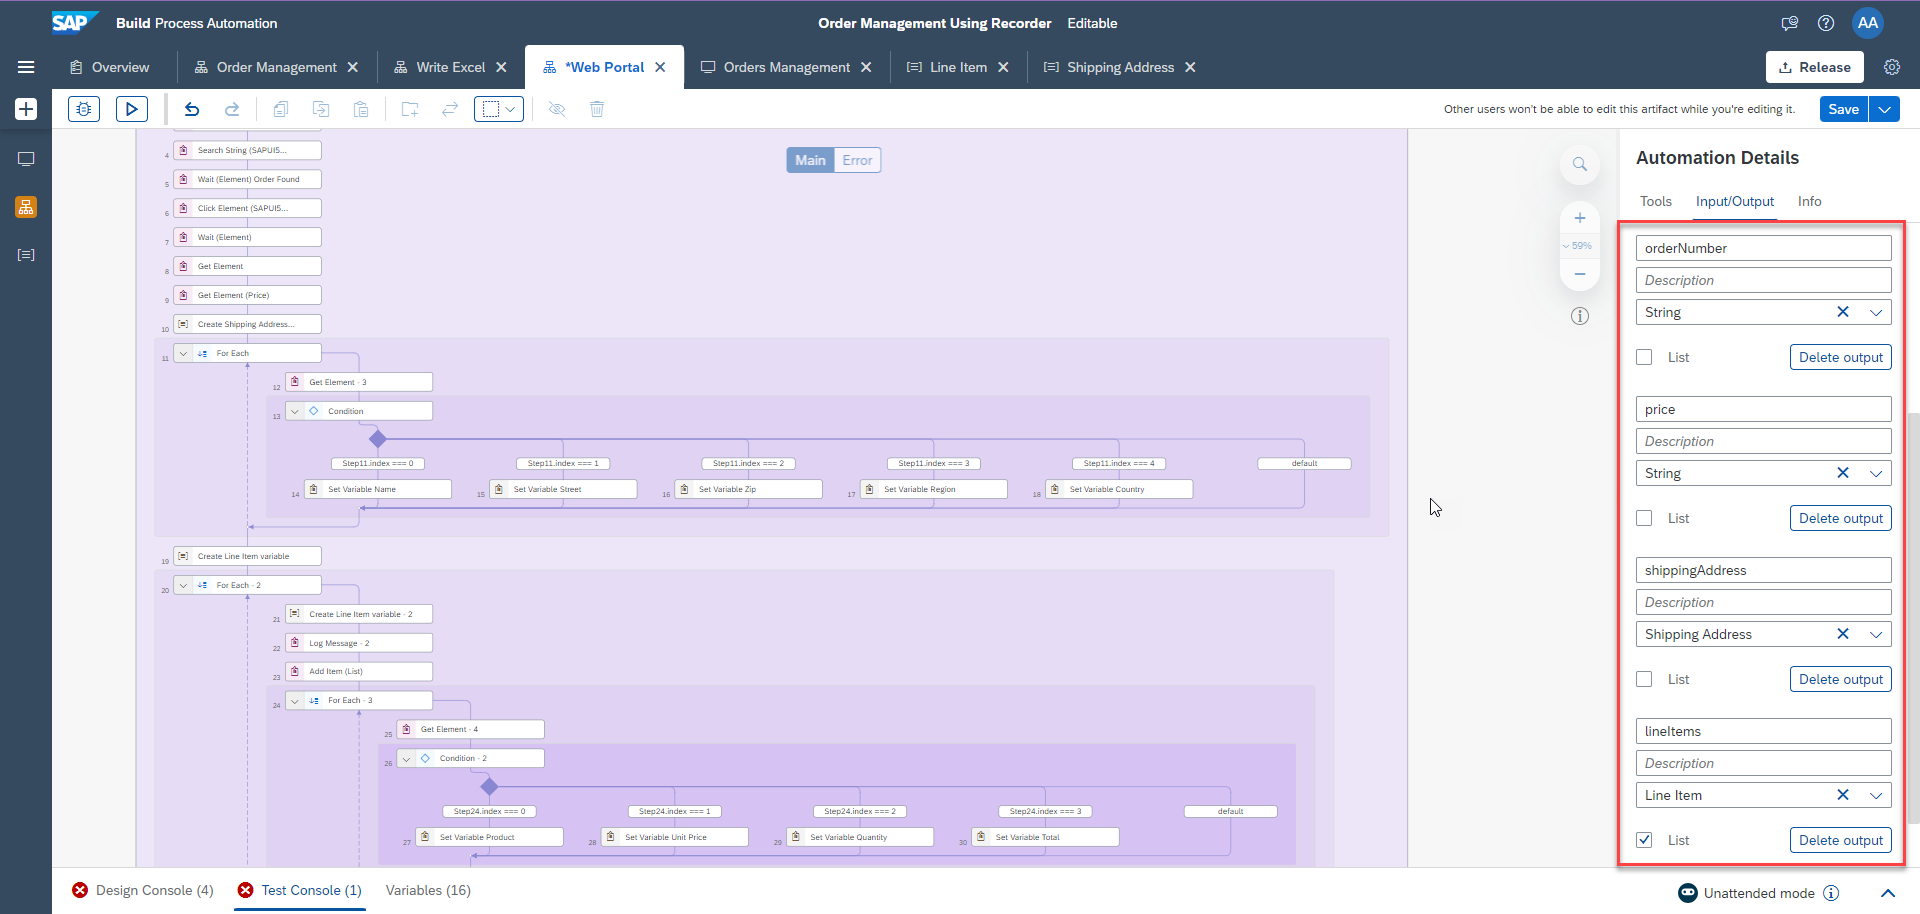 SAP Build Process Automation
Order Management Using Recorder Editable
AA
Overview
Order Management
Write Excel
*Web Portal
Orders Management
Line Item
Shipping Address
Release
Other users won't be able to edit this artifact while you're editing it.
Save
Main Error
59%
4 Search String (SAPUI5...
5 Wait (Element) Order Found
6 Click Element (SAPUI5...
7 Wait (Element)
8 Get Element
9 Get Element (Price)
10 Create Shipping Address...
11 For Each
12 Get Element - 3
13 Condition
Step11.index === 0
Step11.index === 1
Step11.index === 2
Step11.index === 3
Step11.index === 4
default
14 Set Variable Name
15 Set Variable Street
16 Set Variable Zip
17 Set Variable Region
18 Set Variable Country
19 Create Line Item variable
20 For Each - 2
21 Create Line Item variable - 2
22 Log Message - 2
23 Add Item (List)
24 For Each - 3
25 Get Element - 4
26 Condition - 2
Step24.index === 0
Step24.index === 1
Step24.index === 2
Step24.index === 3
default
27 Set Variable Product
28 Set Variable Unit Price
29 Set Variable Quantity
30 Set Variable Total
Automation Details
Tools Input/Output Info
orderNumber
Description
String
List Delete output
price
Description
String
List Delete output
shippingAddress
Description
Shipping Address
List Delete output
lineItems
Description
Line Item
List Delete output
Design Console (4)
Test Console (1)
Variables (16)
Unattended mode